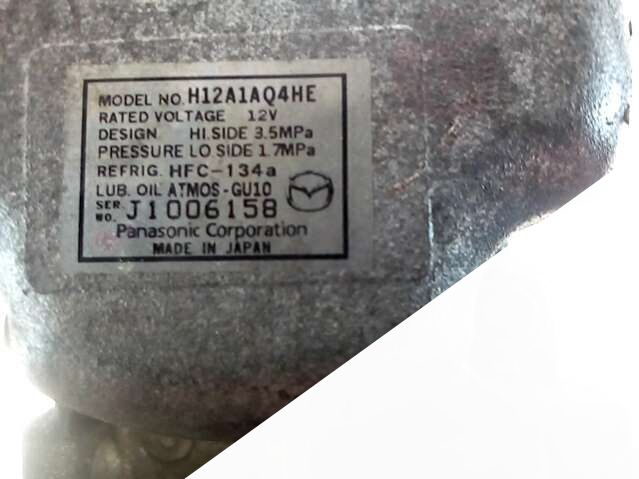 MODEL NO. H12A1AQ4HE
RATED VOLTAGE 12V
DESIGN HI. SIDE 3.5MPa
PRESSURE LO SIDE 1.7MPa
REFRIG. HFC-134a
LUB. OIL ATMOS-GU10
SER. NO. J1006158
Panasonic Corporation
MADE IN JAPAN